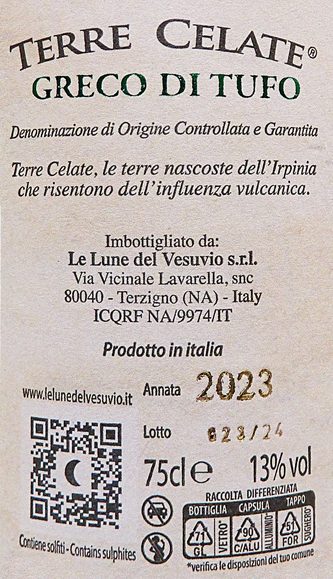 TERRE CELATE®
GRECO DI TUFO
Denominazione di Origine Controllata e Garantita
Terre Celate, le terre nascoste dell'Irpinia
che risentono dell'influenza vulcanica.
Imbottigliato da:
Le Lune del Vesuvio s.r.l.
Via Vicinale Lavarella, snc
80040 - Terzigno (NA) - Italy
ICQRF NA/9974/IT
Prodotto in italia
www.lelunedelvesuvio.it
Annata 2023
Lotto 023/24
75cl e 13% vol
Contiene solfiti - Contains sulphites
RACCOLTA DIFFERENZIATA
BOTTIGLIA CAPSULA TAPPO
71 GL VETRO* 90 C/ALU ALLUMINIO* 51 FOR SUGHERO*
*verifica le disposizioni del tuo comune